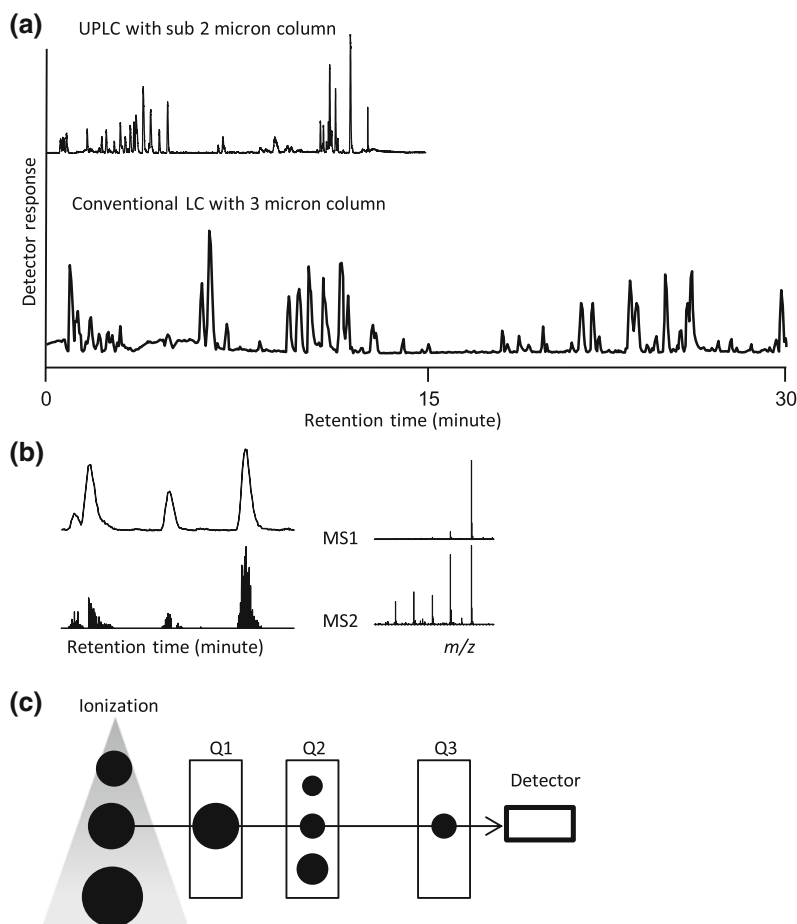 (a)
UPLC with sub 2 micron column
Conventional LC with 3 micron column
Detector response
0
15
30
Retention time (minute)
(b)
MS1
MS2
Retention time (minute)
m/z
(c)
Ionization
Q1
Q2
Q3
Detector